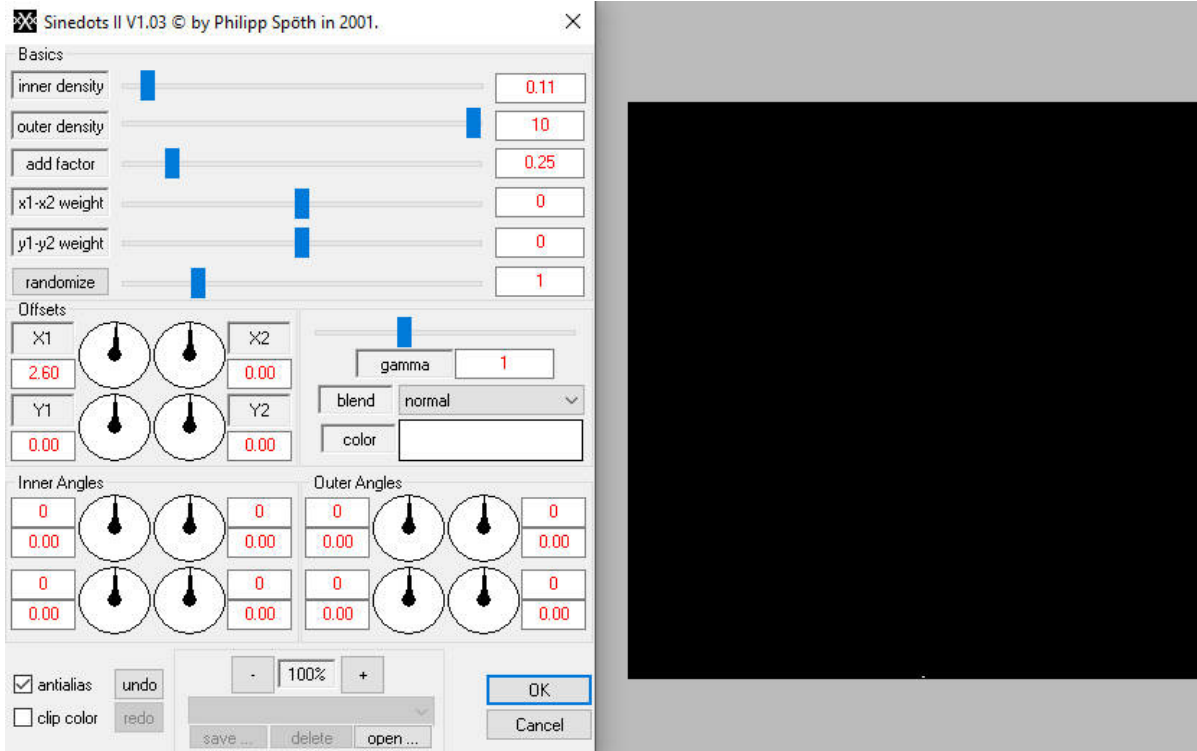 Sinedots II V1.03 © by Philipp Spöth in 2001.
Basics
inner density 0.11
outer density 10
add factor 0.25
x1-x2 weight 0
y1-y2 weight 0
randomize 1
Offsets
X1 X2
2.60 0.00
Y1 Y2
0.00 0.00
gamma 1
blend normal
color
Inner Angles
0 0
0.00 0.00
0 0
0.00 0.00
Outer Angles
0 0
0.00 0.00
0 0
0.00 0.00
antialias undo
clip color redo
- 100% +
save ... delete open ...
OK
Cancel